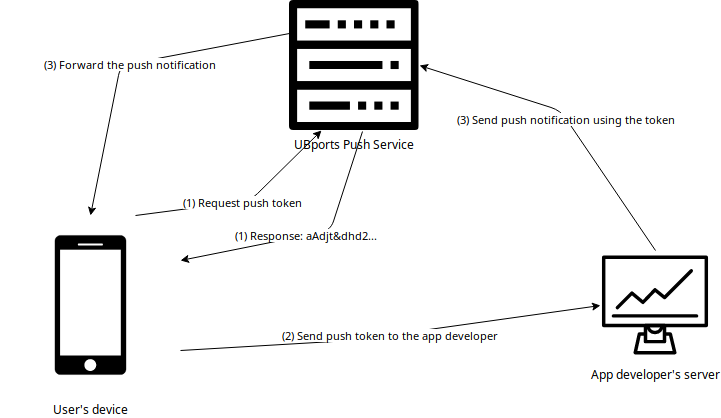 (3) Forward the push notification
UBports Push Service
(3) Send push notification using the token
(1) Request push token
(1) Response: aAdjt&dhd2...
(2) Send push token to the app developer
App developer's server
User's device